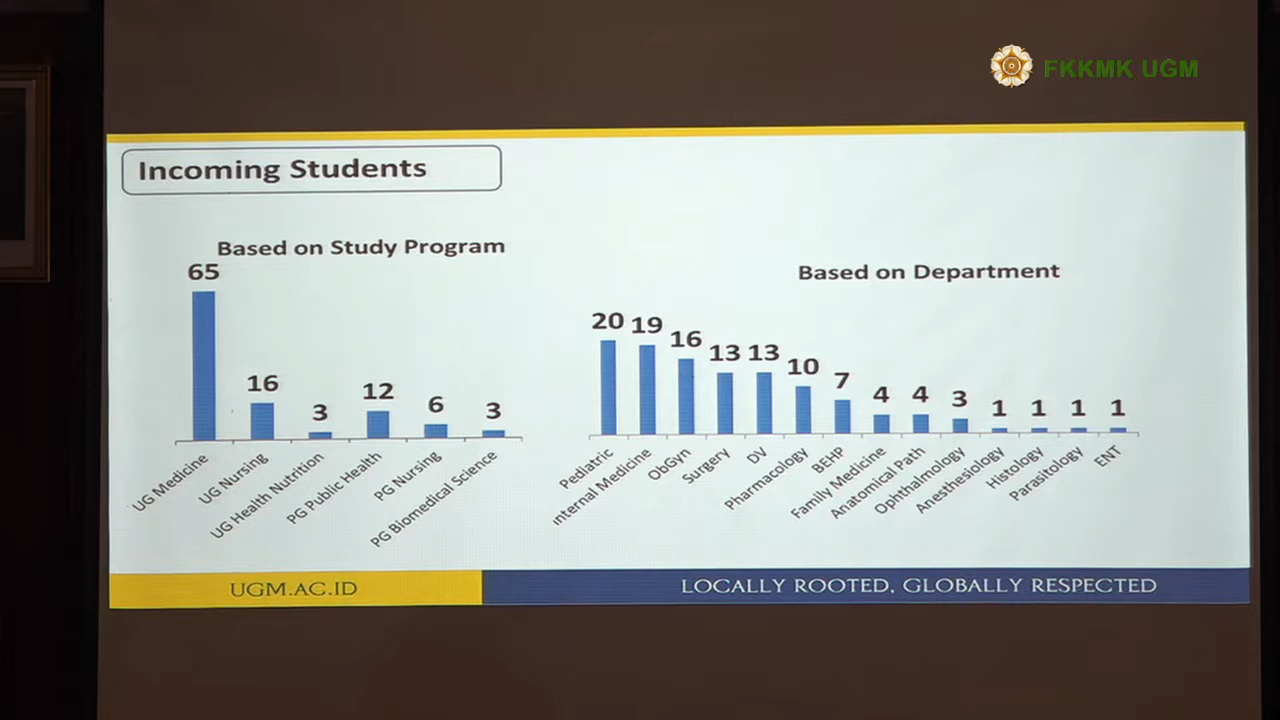 FKKMK UGM
Incoming Students
Based on Study Program
65
16
3
12
6
3
UG Medicine
UG Nursing
UG Health Nutrition
PG Public Health
PG Nursing
PG Biomedical Science
Based on Department
20
19
16
13
13
10
7
4
4
3
1
1
1
1
Pediatric
Internal Medicine
ObGyn
Surgery
DV
Pharmacology
BEHP
Family Medicine
Anatomical Path
Ophthalmology
Anesthesiology
Histology
Parasitology
ENT
UGM.AC.ID
LOCALLY ROOTED, GLOBALLY RESPECTED